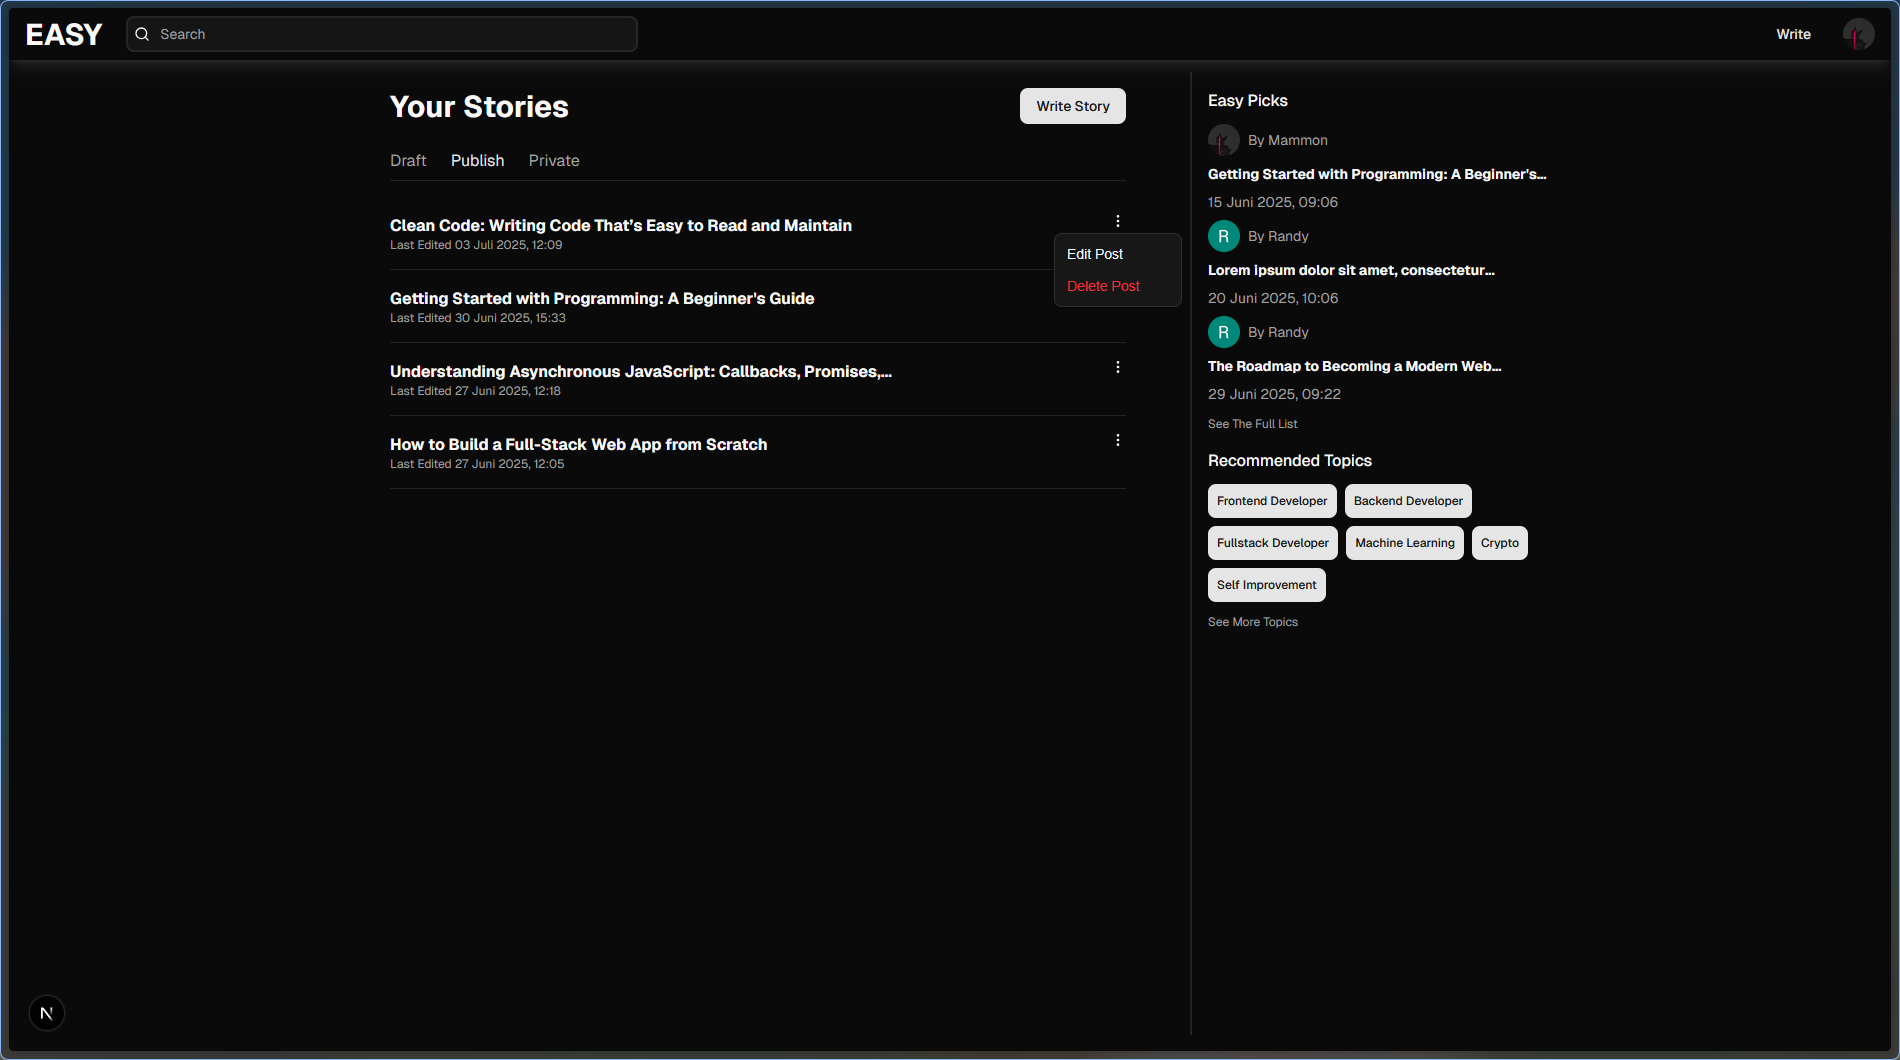 EASY
Search
Write
Your Stories
Write Story
Draft Publish Private
Clean Code: Writing Code That’s Easy to Read and Maintain
Last Edited 03 Juli 2025, 12:09
Edit Post
Delete Post
Getting Started with Programming: A Beginner's Guide
Last Edited 30 Juni 2025, 15:33
Understanding Asynchronous JavaScript: Callbacks, Promises,...
Last Edited 27 Juni 2025, 12:18
How to Build a Full-Stack Web App from Scratch
Last Edited 27 Juni 2025, 12:05
Easy Picks
By Mammon
Getting Started with Programming: A Beginner's...
15 Juni 2025, 09:06
R By Randy
Lorem ipsum dolor sit amet, consectetur...
20 Juni 2025, 10:06
R By Randy
The Roadmap to Becoming a Modern Web...
29 Juni 2025, 09:22
See The Full List
Recommended Topics
Frontend Developer Backend Developer
Fullstack Developer Machine Learning Crypto
Self Improvement
See More Topics
N